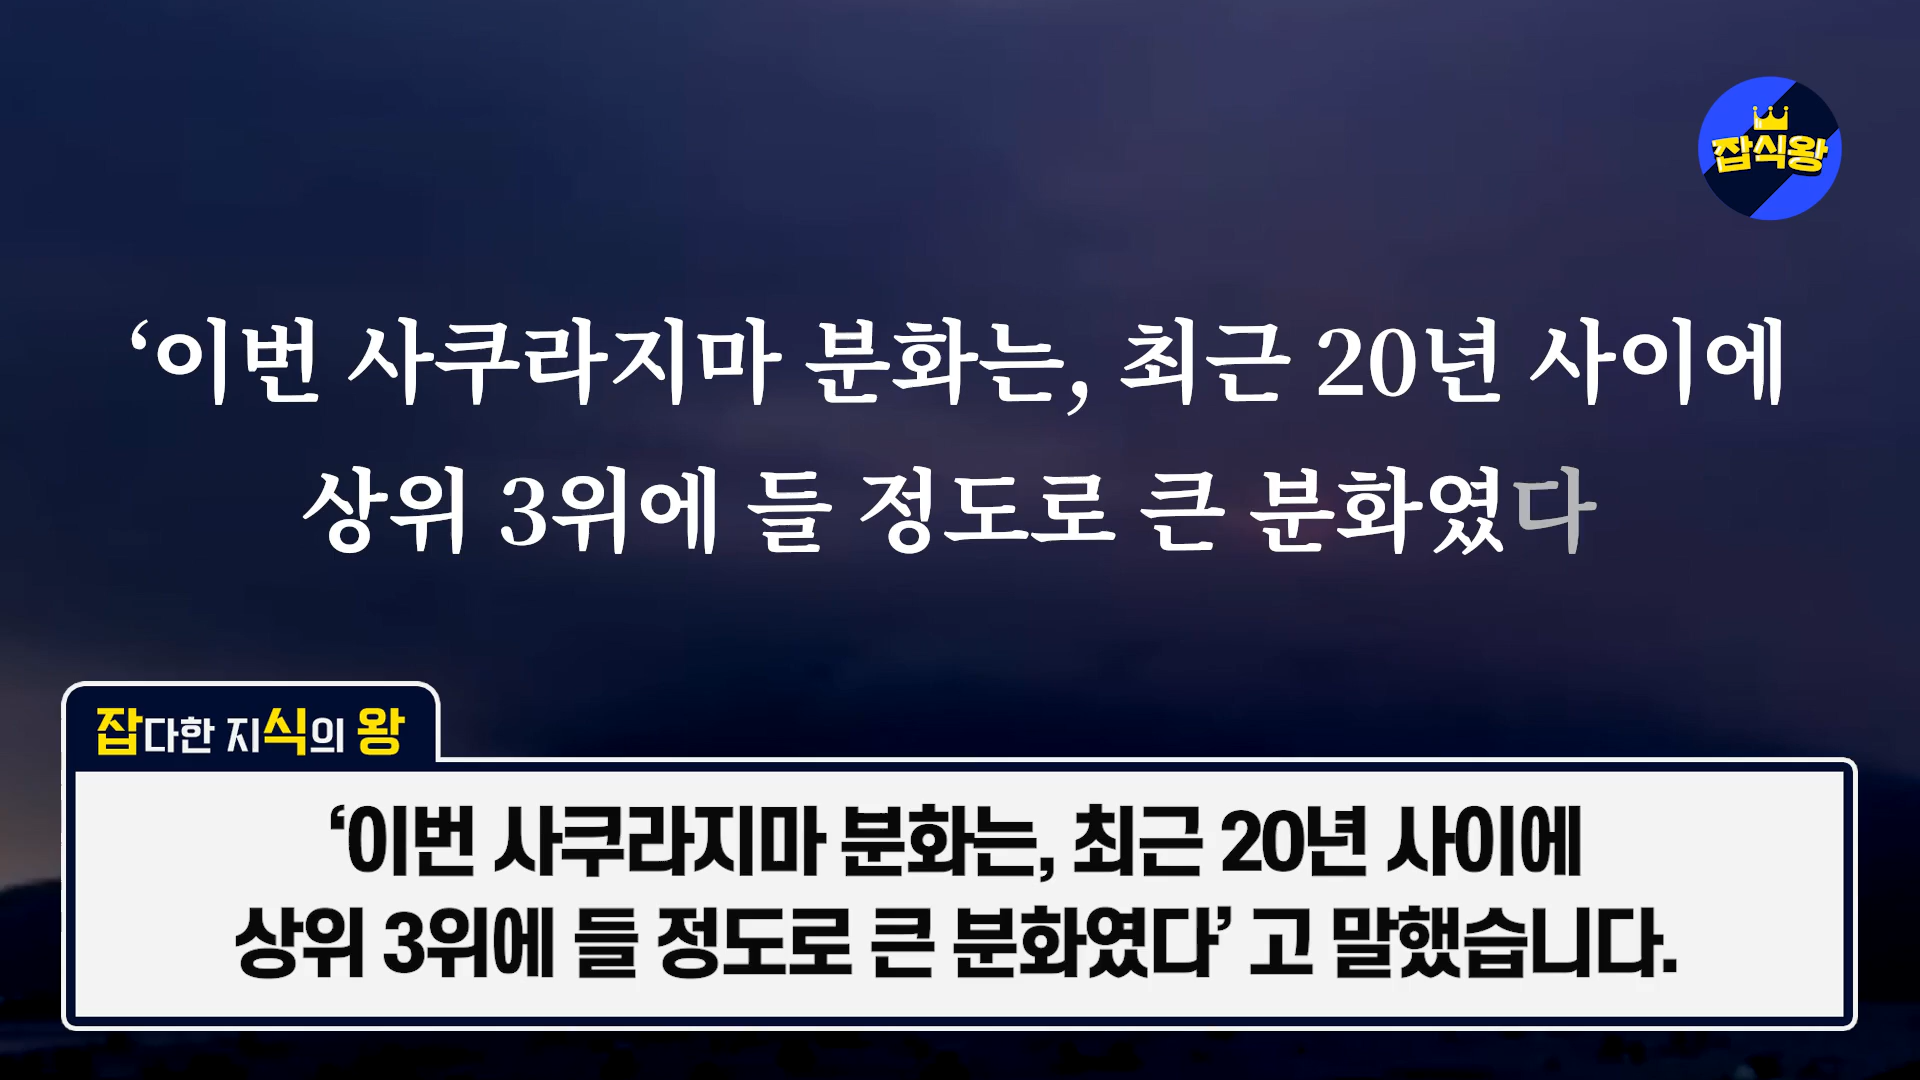 잡식왕
‘이번 사쿠라지마 분화는, 최근 20년 사이에
상위 3위에 들 정도로 큰 분화였다
잡다한 지식의 왕
‘이번 사쿠라지마 분화는, 최근 20년 사이에
상위 3위에 들 정도로 큰 분화였다’ 고 말했습니다.